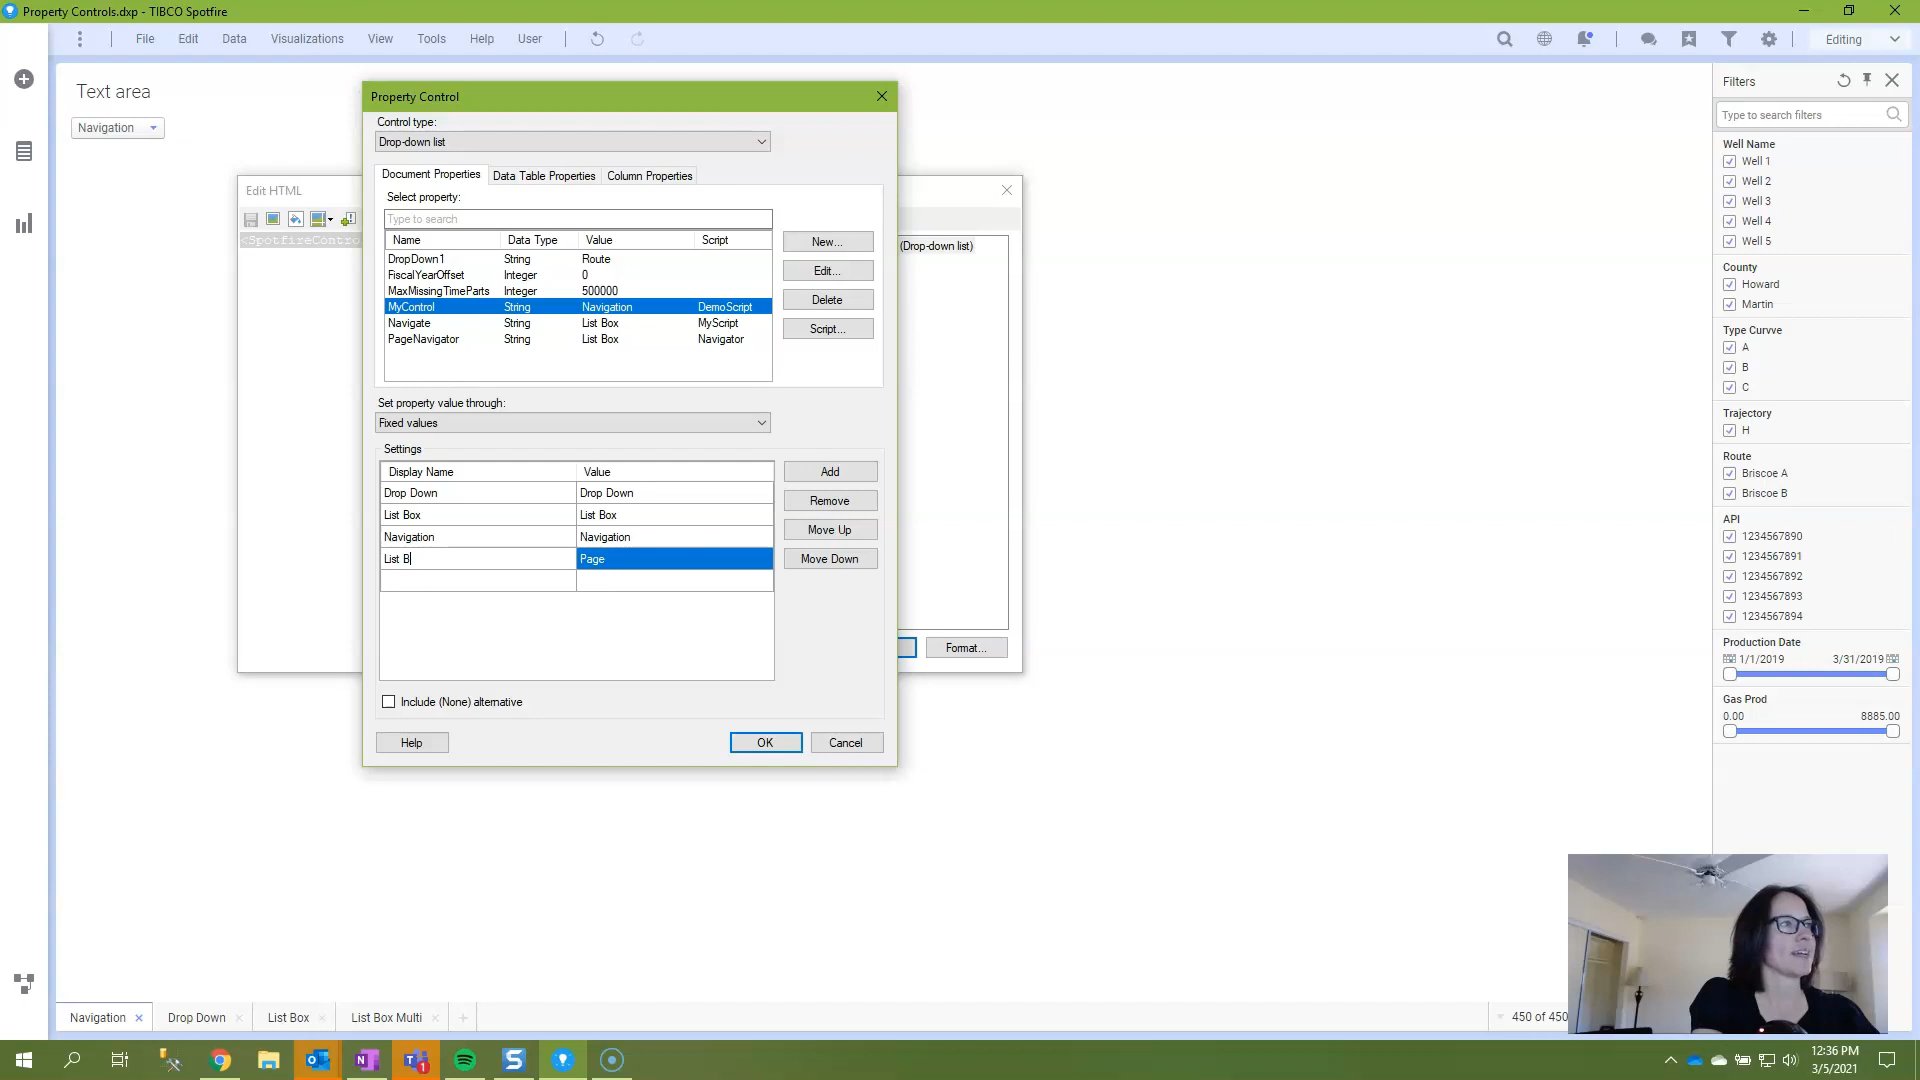 Property Controls.dxp - TIBCO Spotfire
File Edit Data Visualizations View Tools Help User
Editing
Text area
Navigation
Edit HTML
<SpotfireContro
(Drop-down list)
Format...
Property Control
Control type:
Drop-down list
Document Properties Data Table Properties Column Properties
Select property:
Type to search
Name Data Type Value Script
DropDown1 String Route
FiscalYearOffset Integer 0
MaxMissingTimeParts Integer 500000
MyControl String Navigation DemoScript
Navigate String List Box MyScript
PageNavigator String List Box Navigator
New...
Edit...
Delete
Script...
Set property value through:
Fixed values
Settings
Display Name Value
Drop Down Drop Down
List Box List Box
Navigation Navigation
List B Page
Add
Remove
Move Up
Move Down
Include (None) alternative
Help OK Cancel
Filters
Type to search filters
Well Name
Well 1
Well 2
Well 3
Well 4
Well 5
County
Howard
Martin
Type Curvve
A
B
C
Trajectory
H
Route
Briscoe A
Briscoe B
API
1234567890
1234567891
1234567892
1234567893
1234567894
Production Date
1/1/2019 3/31/2019
Gas Prod
0.00 8885.00
Navigation Drop Down List Box List Box Multi
450 of 450
1
12:36 PM
3/5/2021